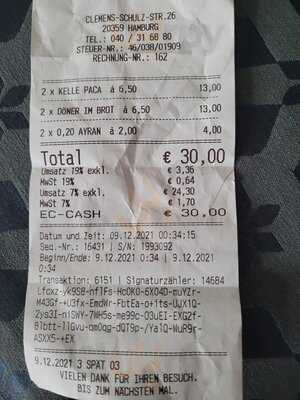 CLEMENS-SCHULZ-STR.26
20359 HAMBURG
TEL.: 040 / 31 68 80
STEUER-NR.: 46/038/01909
RECHNUNG-NR.: 162
2 x KELLE PACA á 6,50 13,00
2 x DÖNER IM BROT á 6,50 13,00
2 x 0,20 AYRAN á 2,00 4,00
Total € 30,00
Umsatz 19% exkl. € 3,36
MwSt 19% € 0,64
Umsatz 7% exkl. € 24,30
MwSt 7% € 1,70
EC-CASH € 30,00
Datum und Zeit: 09.12.2021 00:34:15
Seq.-Nr.: 16431 | S/N: 1993092
Beginn/Ende: 9.12.2021 0:34 | 9.12.2021
0:34
Transaktion: 6151 | Signaturzähler: 14684
9.12.2021 3 SPÄT 03
VIELEN DANK FÜR IHREN BESUCH.
BIS ZUM NÄCHSTEN MAL.